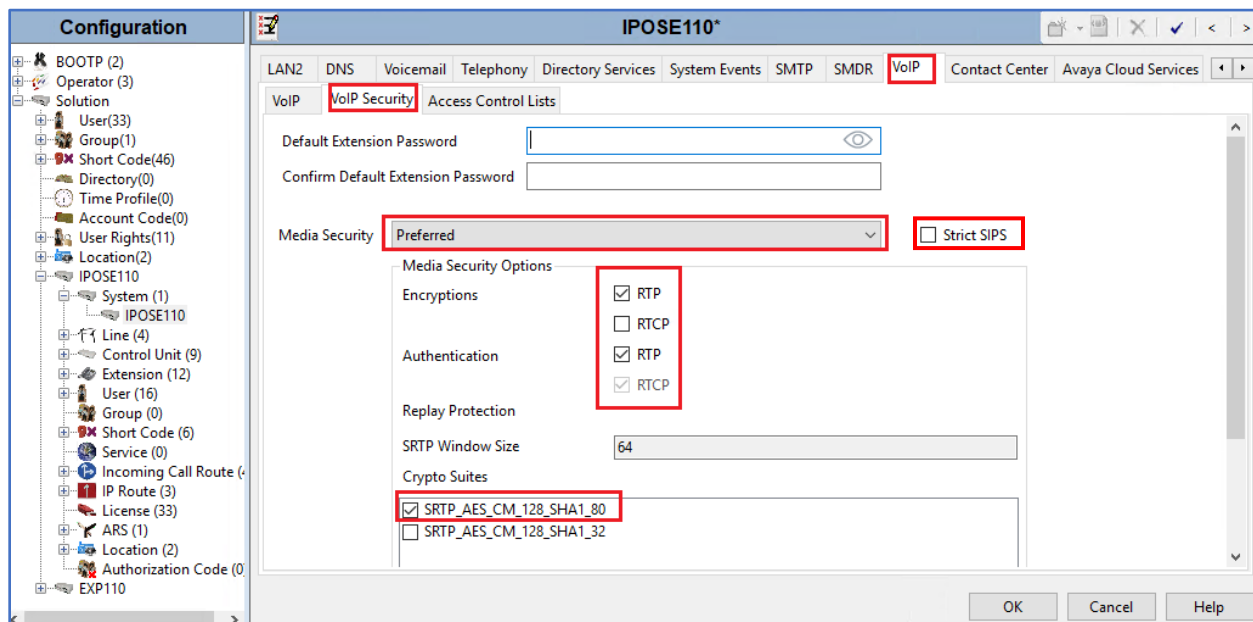 Configuration
IPOSE110*
BOOTP (2)
Operator (3)
Solution
User(33)
Group(1)
Short Code(46)
Directory(0)
Time Profile(0)
Account Code(0)
User Rights(11)
Location(2)
IPOSE110
System (1)
IPOSE110
Line (4)
Control Unit (9)
Extension (12)
User (16)
Group (0)
Short Code (6)
Service (0)
Incoming Call Route (
IP Route (3)
License (33)
ARS (1)
Location (2)
Authorization Code (0
EXP110
LAN2 DNS Voicemail Telephony Directory Services System Events SMTP SMDR VoIP Contact Center Avaya Cloud Services
VoIP VoIP Security Access Control Lists
Default Extension Password
Confirm Default Extension Password
Media Security Preferred Strict SIPS
Media Security Options
Encryptions RTP
RTCP
Authentication RTP
RTCP
Replay Protection
SRTP Window Size 64
Crypto Suites
SRTP_AES_CM_128_SHA1_80
SRTP_AES_CM_128_SHA1_32
OK Cancel Help